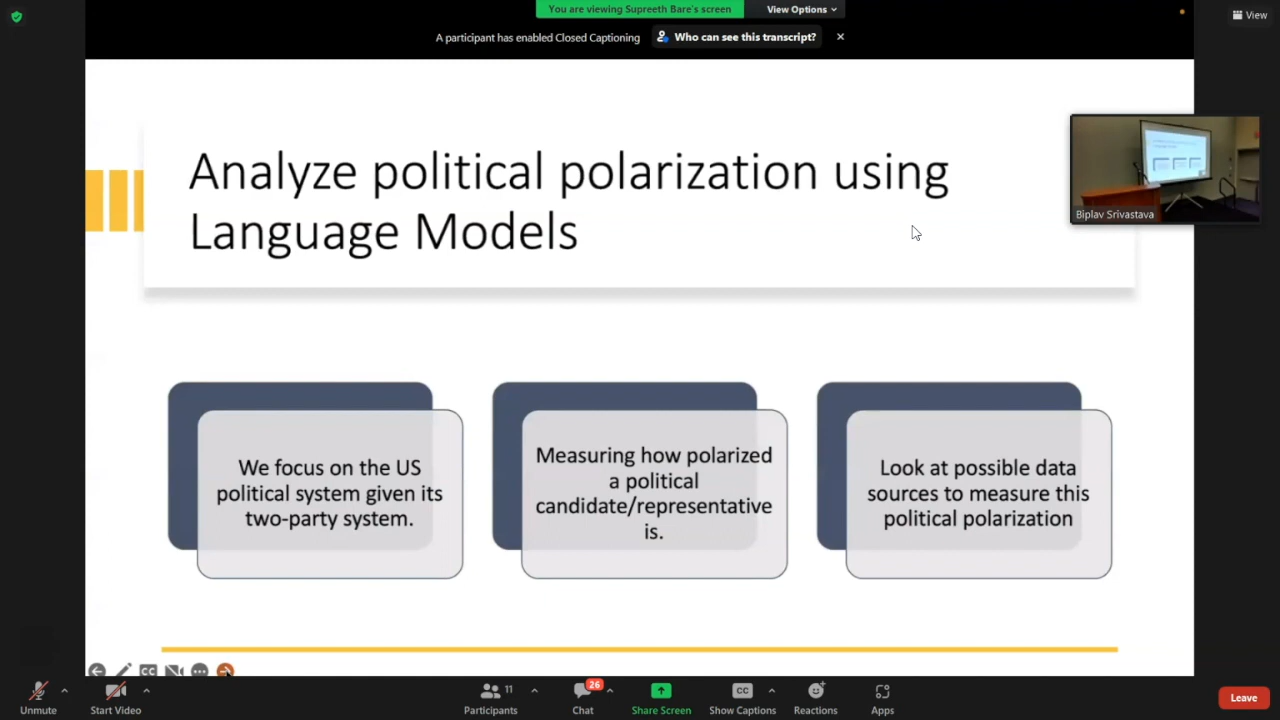 You are viewing Supreeth Bare's screen
View Options
View
A participant has enabled Closed Captioning
Who can see this transcript?
Analyze political polarization using
Language Models
Biplav Srivastava
We focus on the US
political system given its
two-party system.
Measuring how polarized
a political
candidate/representative
is.
Look at possible data
sources to measure this
political polarization
CC
11
26
CC
Unmute
Start Video
Participants
Chat
Share Screen
Show Captions
Reactions
Apps
Leave